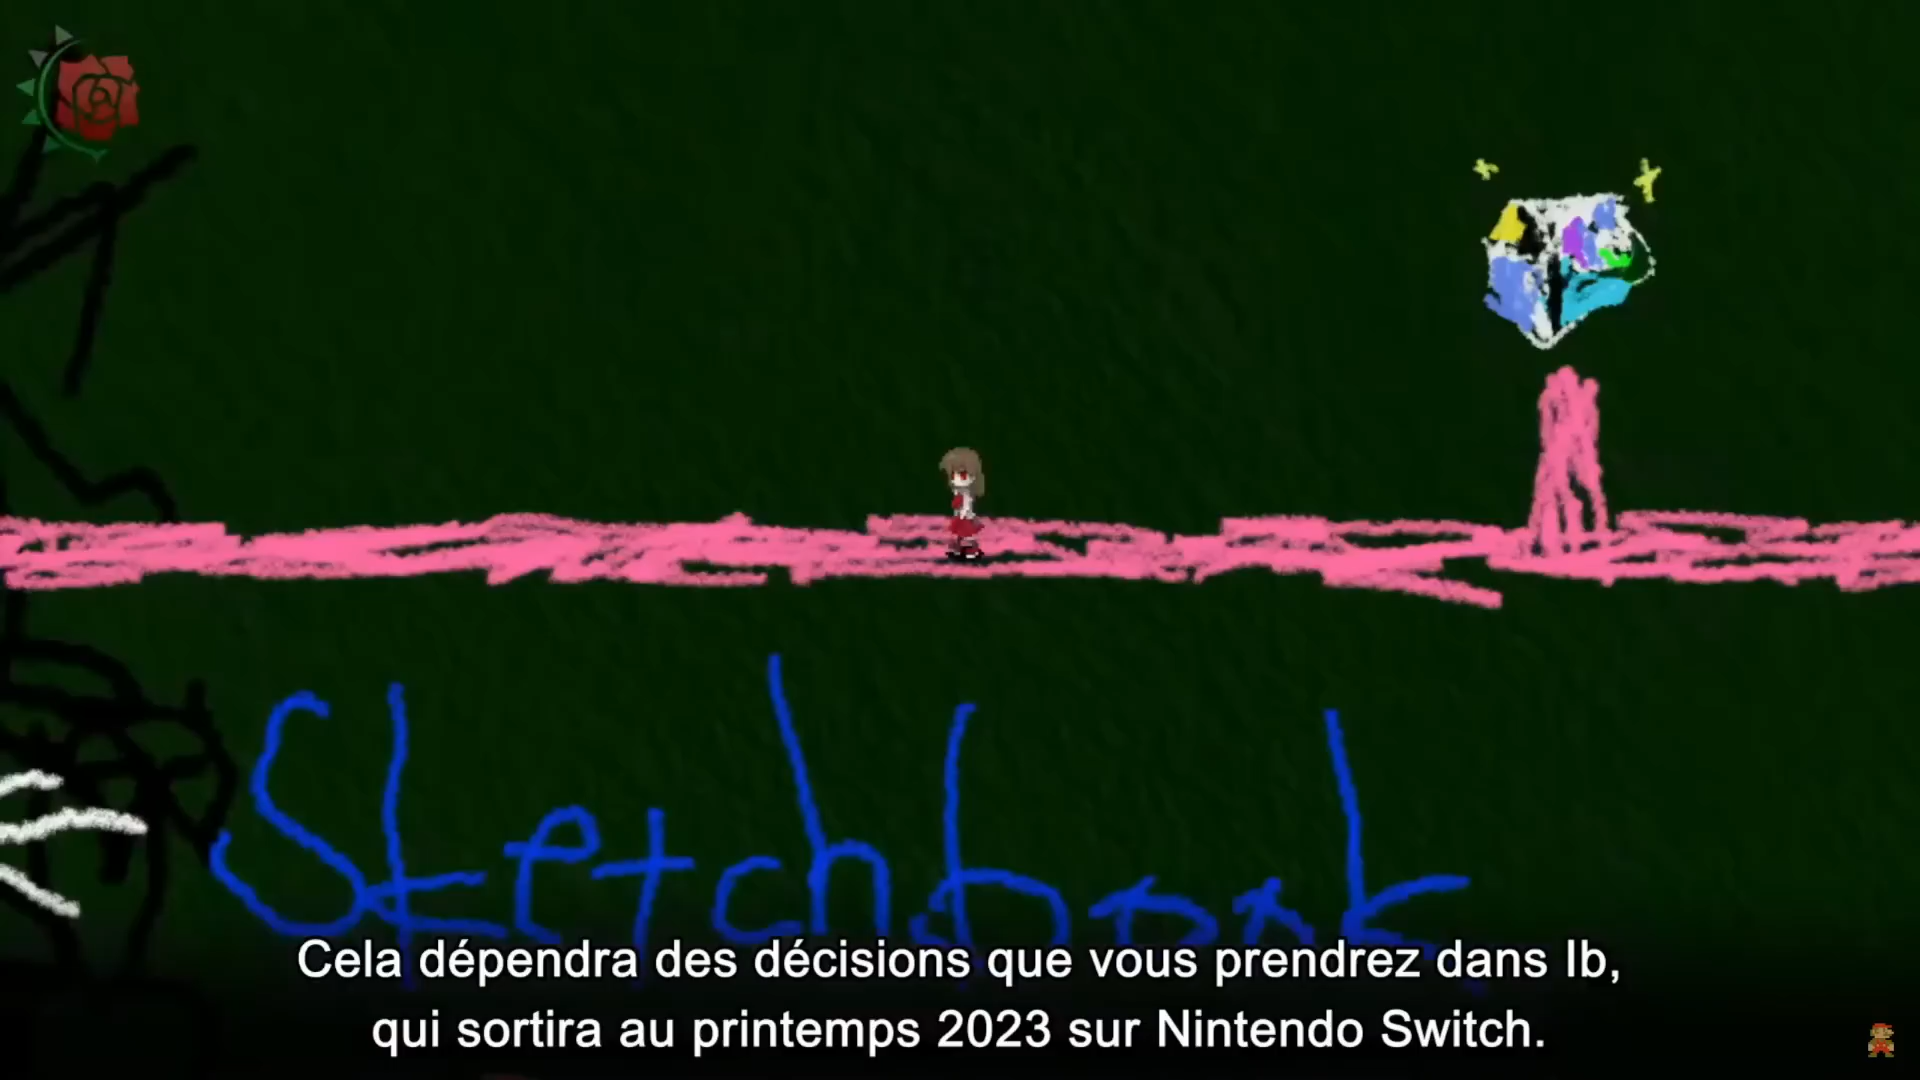 Sketchbook
Cela dépendra des décisions que vous prendrez dans Ib,
qui sortira au printemps 2023 sur Nintendo Switch.